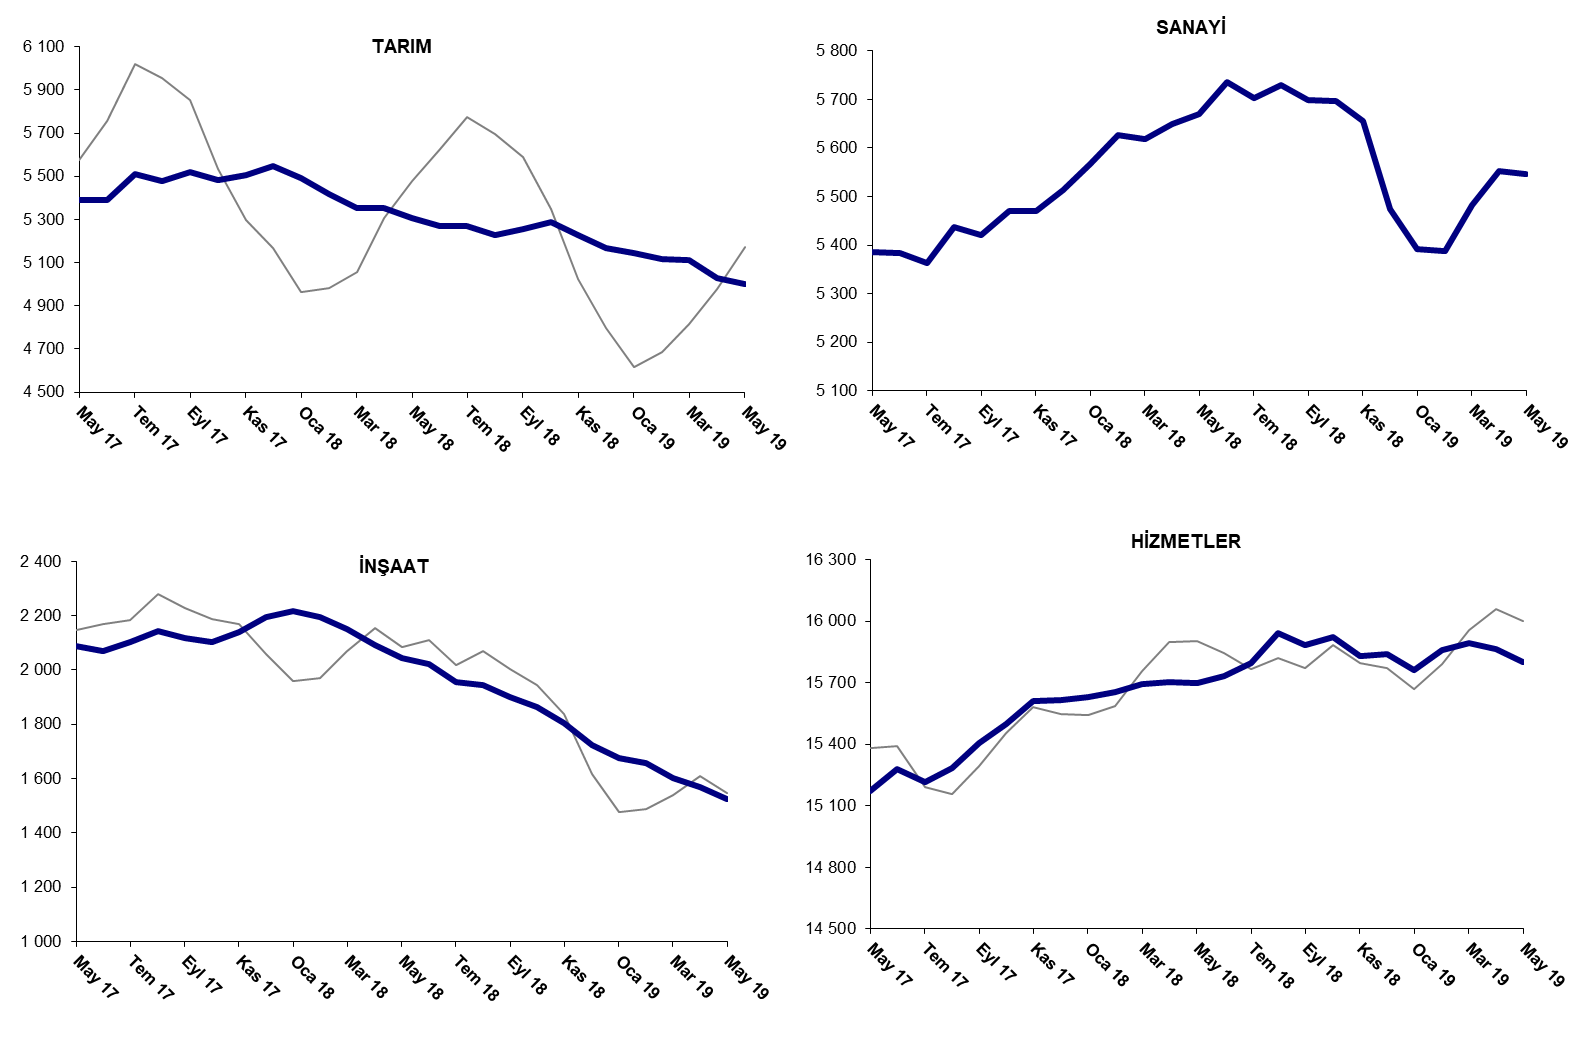 TARIM
6 100
5 900
5 700
5 500
5 300
5 100
4 900
4 700
4 500
May 17
Tem 17
Eyl 17
Kas 17
Oca 18
Mar 18
May 18
Tem 18
Eyl 18
Kas 18
Oca 19
Mar 19
May 19
SANAYİ
5 800
5 700
5 600
5 500
5 400
5 300
5 200
5 100
May 17
Tem 17
Eyl 17
Kas 17
Oca 18
Mar 18
May 18
Tem 18
Eyl 18
Kas 18
Oca 19
Mar 19
May 19
İNŞAAT
2 400
2 200
2 000
1 800
1 600
1 400
1 200
1 000
May 17
Tem 17
Eyl 17
Kas 17
Oca 18
Mar 18
May 18
Tem 18
Eyl 18
Kas 18
Oca 19
Mar 19
May 19
HİZMETLER
16 300
16 000
15 700
15 400
15 100
14 800
14 500
May 17
Tem 17
Eyl 17
Kas 17
Oca 18
Mar 18
May 18
Tem 18
Eyl 18
Kas 18
Oca 19
Mar 19
May 19